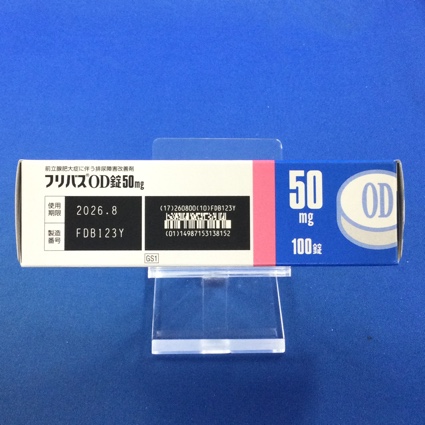 前立腺肥大症に伴う排尿障害改善剤
フリバス®OD錠50mg
使用期限 2026.8
製造番号 FDB123Y
(17)260800(10)FDB123Y
(01)14987153138152
GS1
50
mg
100錠
OD